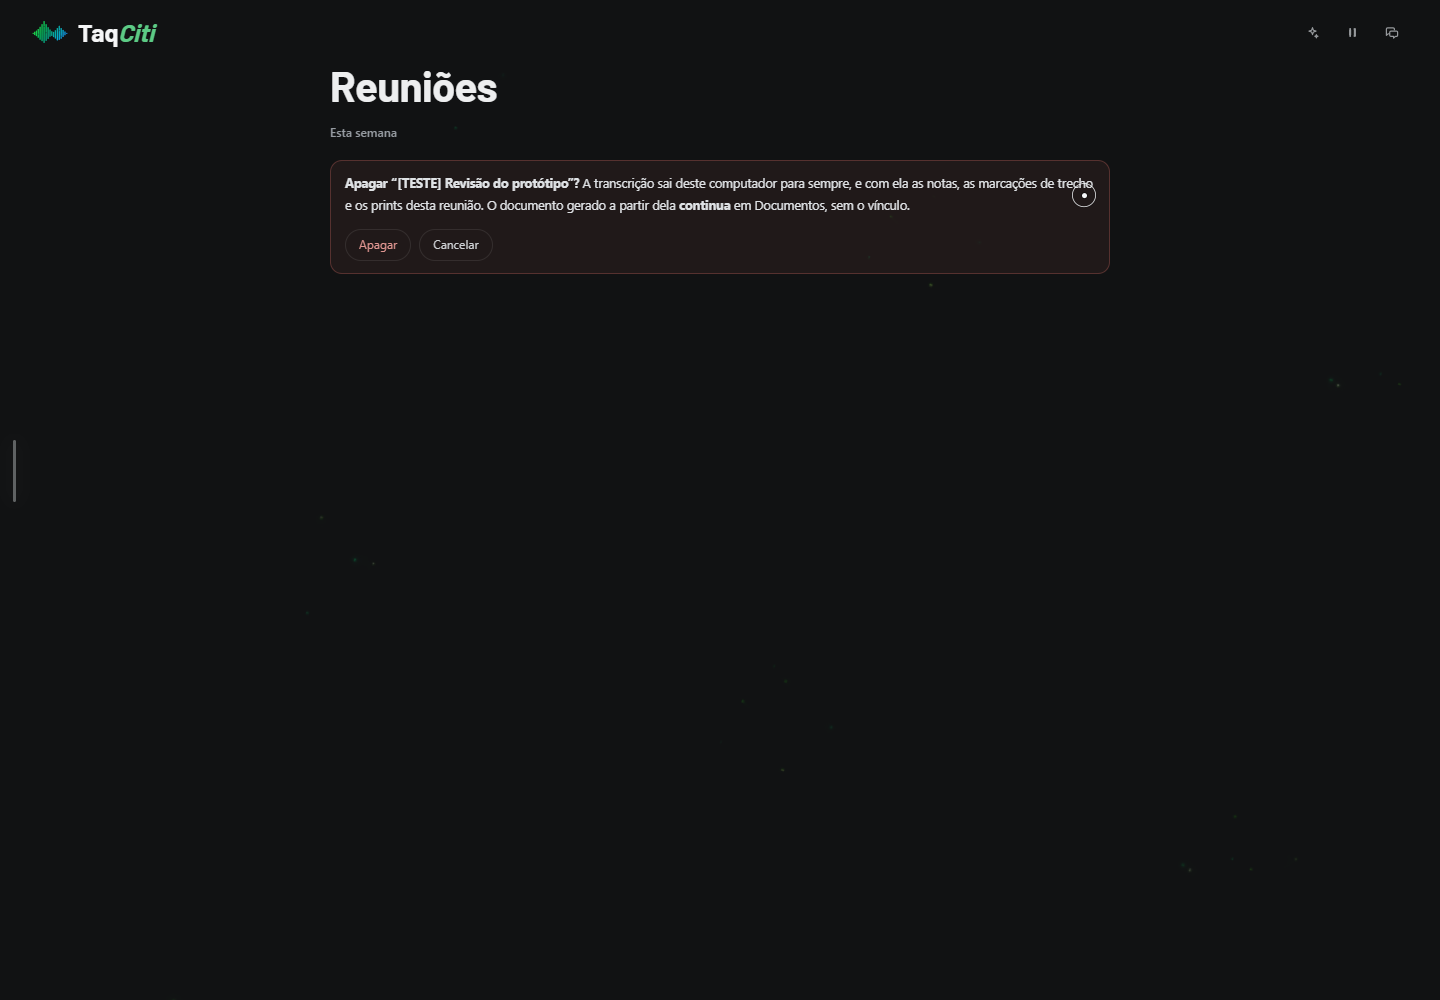 TaqCiti
Reuniões
Esta semana
Apagar “[TESTE] Revisão do protótipo”? A transcrição sai deste computador para sempre, e com ela as notas, as marcações de trecho
e os prints desta reunião. O documento gerado a partir dela continua em Documentos, sem o vínculo.
Apagar
Cancelar